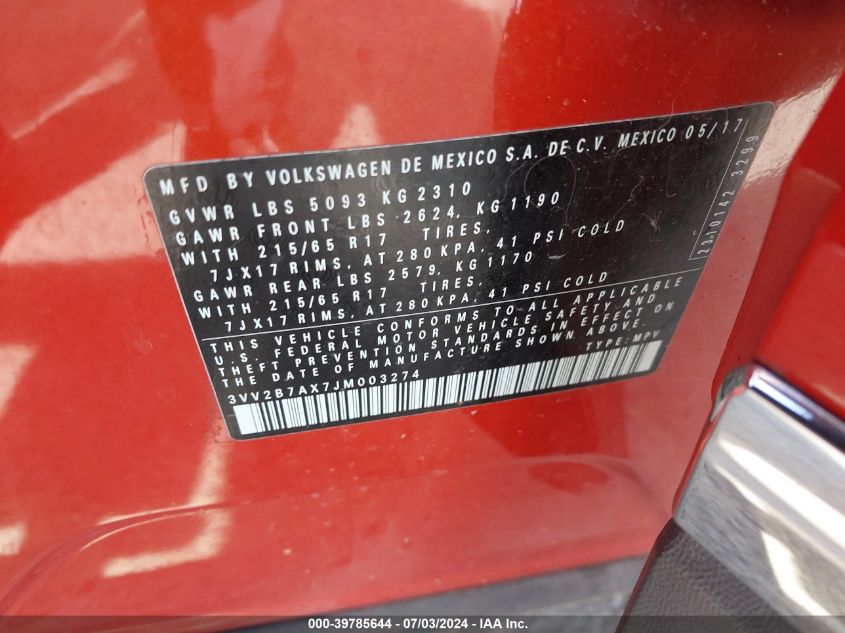 MFD BY VOLKSWAGEN DE MEXICO S.A. DE C.V. MEXICO 05/17
GVWR LBS 5093 KG 2310
GAWR FRONT LBS 2624, KG 1190
WITH 215/65 R17 TIRES,
7JX17 RIMS, AT 280 KPA, 41 PSI COLD
GAWR REAR LBS 2579, KG 1170
WITH 215/65 R17 TIRES,
7JX17 RIMS, AT 280 KPA, 41 PSI COLD
THIS VEHICLE CONFORMS TO ALL APPLICABLE
U.S. FEDERAL MOTOR VEHICLE SAFETY AND
THEFT PREVENTION STANDARDS IN EFFECT ON
THE DATE OF MANUFACTURE SHOWN ABOVE.
3VV2B7AX7JM003274 TYPE: MPV
2310142 3299
000-39785644 / 07/03/2024 / IAA Inc.